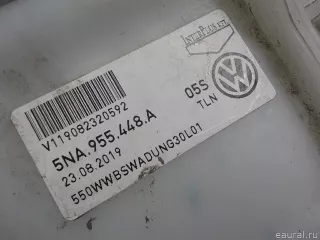 05S
TLN
V119082320592
5NA.955.448.A
23.08.2019
550WWBSWADUNG30L01
eaural.ru